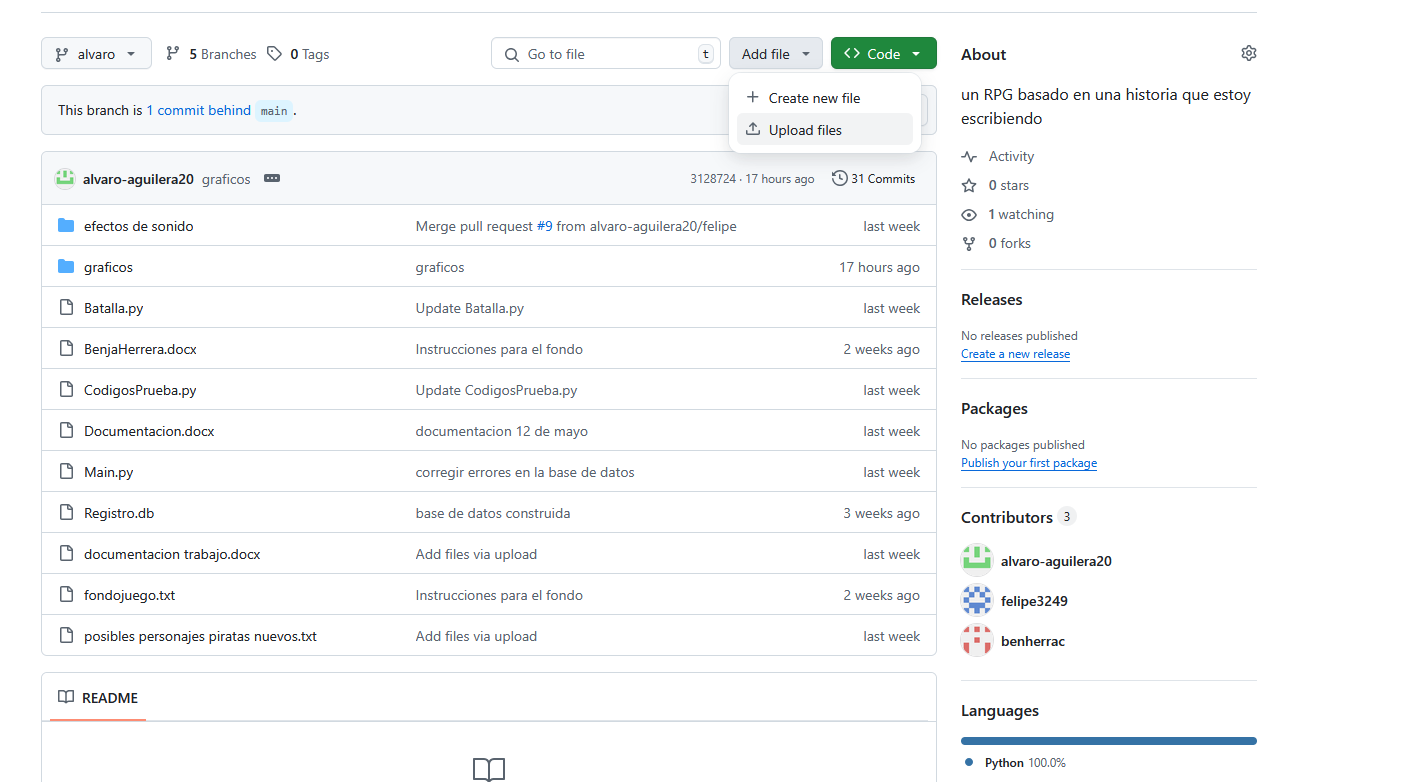 alvaro 5 Branches 0 Tags Go to file t Add file Code
Create new file
Upload files
This branch is 1 commit behind main .
alvaro-aguilera20 graficos 3128724 · 17 hours ago 31 Commits
efectos de sonido Merge pull request #9 from alvaro-aguilera20/felipe last week
graficos graficos 17 hours ago
Batalla.py Update Batalla.py last week
BenjaHerrera.docx Instrucciones para el fondo 2 weeks ago
CodigosPrueba.py Update CodigosPrueba.py last week
Documentacion.docx documentacion 12 de mayo last week
Main.py corregir errores en la base de datos last week
Registro.db base de datos construida 3 weeks ago
documentacion trabajo.docx Add files via upload last week
fondojuego.txt Instrucciones para el fondo 2 weeks ago
posibles personajes piratas nuevos.txt Add files via upload last week
README
About
un RPG basado en una historia que estoy
escribiendo
Activity
0 stars
1 watching
0 forks
Releases
No releases published
Create a new release
Packages
No packages published
Publish your first package
Contributors 3
alvaro-aguilera20
felipe3249
benherrac
Languages
Python 100.0%